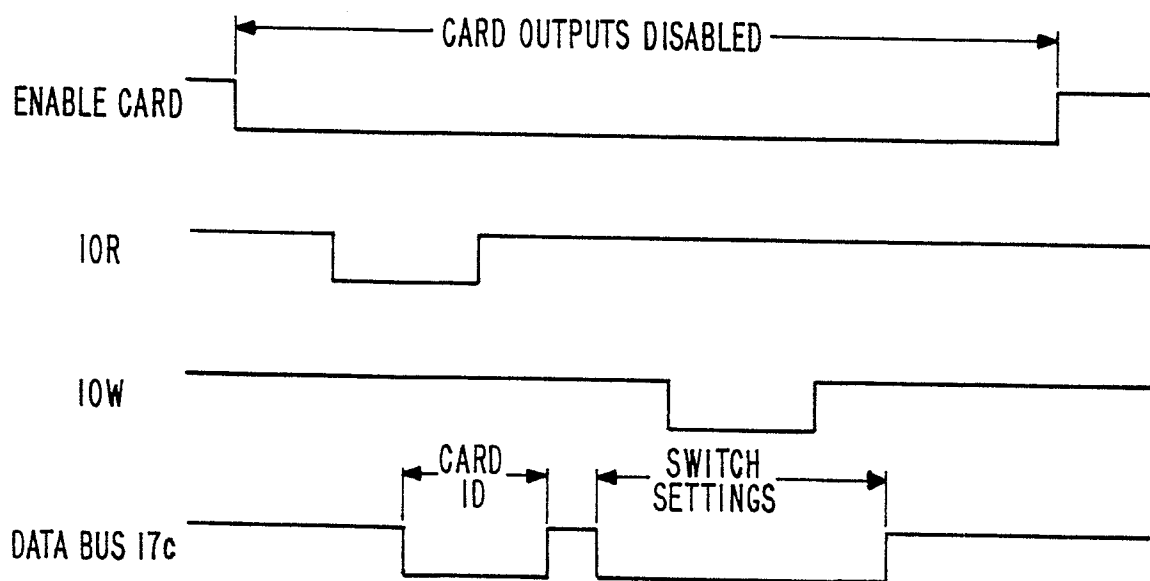 CARD OUTPUTS DISABLED
ENABLE CARD
IOR
IOW
CARD
ID
SWITCH
SETTINGS
DATA BUS 17c